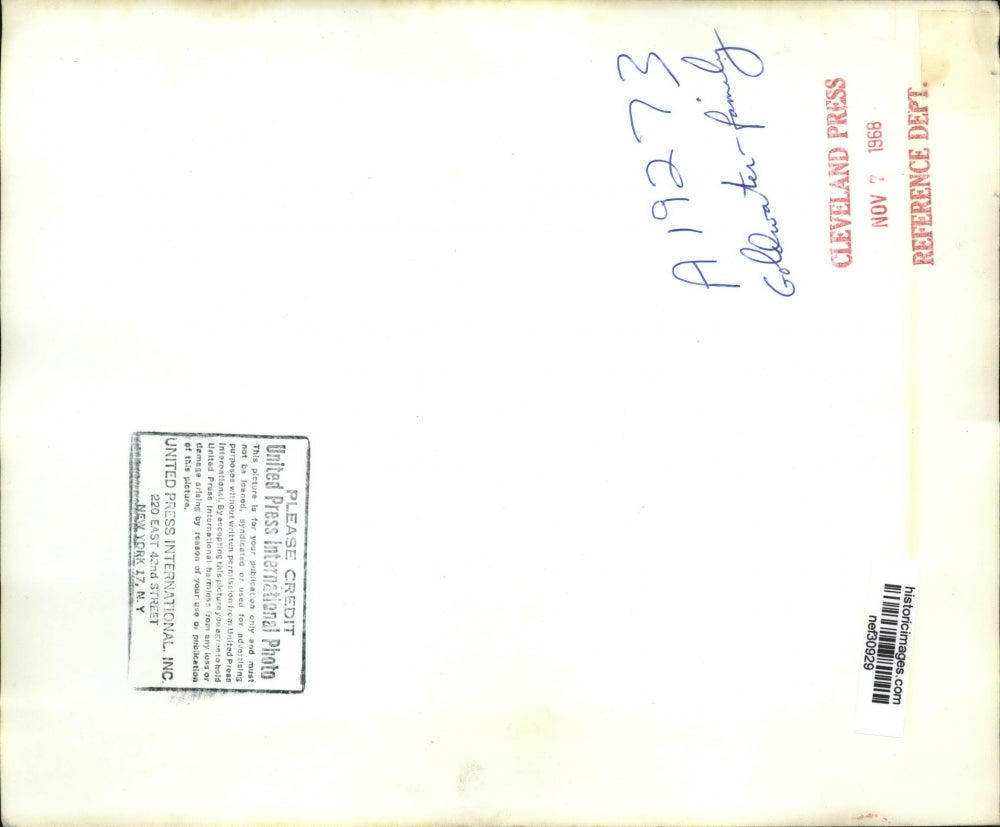 A 19273
Goldwater - family
CLEVELAND PRESS
NOV 7 1968
REFERENCE DEPT.
PLEASE CREDIT
United Press International Photo
This picture is for your publication only and must
not be loaned, syndicated or used for advertising
purposes without written permission from United Press
International. By accepting this picture you agree to hold
United Press International harmless from any loss or
damage arising by reason of your use or publication
of this picture.
UNITED PRESS INTERNATIONAL, INC.
220 EAST 42nd STREET
NEW YORK 17, N. Y
historicimages.com
nef30929